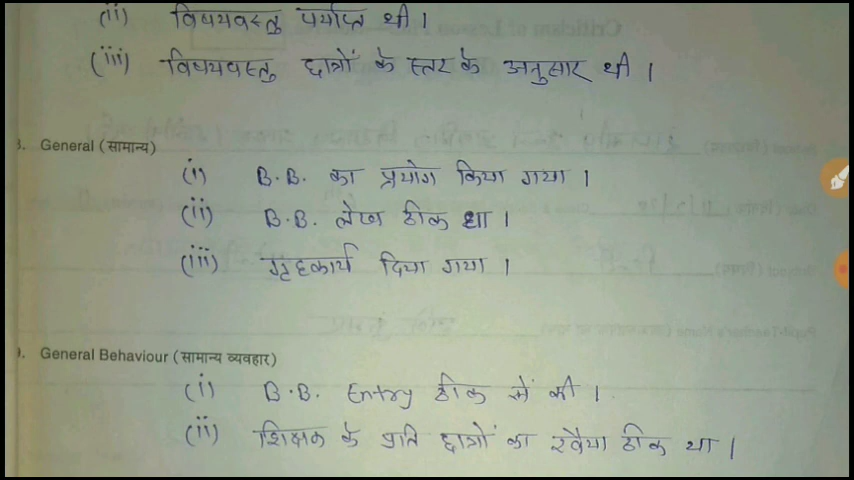 (ii) विषयवस्तु पर्याप्त थी।
(iii) विषयवस्तु छात्रों के स्तर के अनुसार थी।
3. General (सामान्य)
(i) B.B. का प्रयोग किया गया।
(ii) B.B. लेख ठीक था।
(iii) गृहकार्य दिया गया।
9. General Behaviour (सामान्य व्यवहार)
(i) B.B. Entry ठीक से की।
(ii) शिक्षक के प्रति छात्रों का रवैया ठीक था।